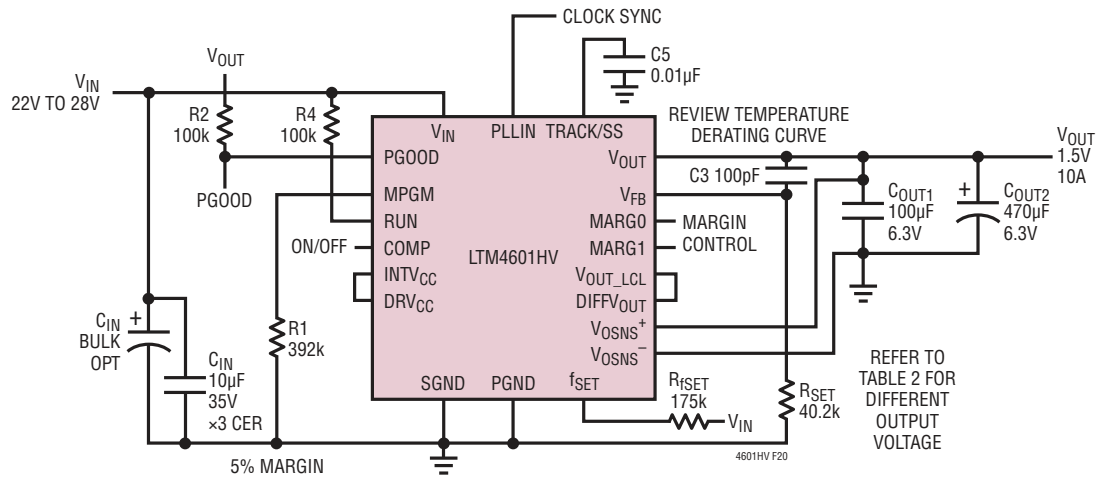 CLOCK SYNC
C5
0.01µF
VOUT
VIN
22V TO 28V
R2
100k
R4
100k
REVIEW TEMPERATURE
DERATING CURVE
VIN
PLLIN
TRACK/SS
VOUT
1.5V
10A
PGOOD
VOUT
C3 100pF
PGOOD
MPGM
VFB
RUN
MARG0
MARG1
MARGIN
CONTROL
ON/OFF
COMP
LTM4601HV
INTVCC
DRVCC
VOUT_LCL
DIFFVOUT
VOSNS+
VOSNS–
COUT1
100µF
6.3V
+
COUT2
470µF
6.3V
CIN
BULK
OPT
+
CIN
10µF
35V
×3 CER
R1
392k
SGND
PGND
fSET
RfSET
175k
VIN
RSET
40.2k
REFER TO
TABLE 2 FOR
DIFFERENT
OUTPUT
VOLTAGE
5% MARGIN
4601HV F20